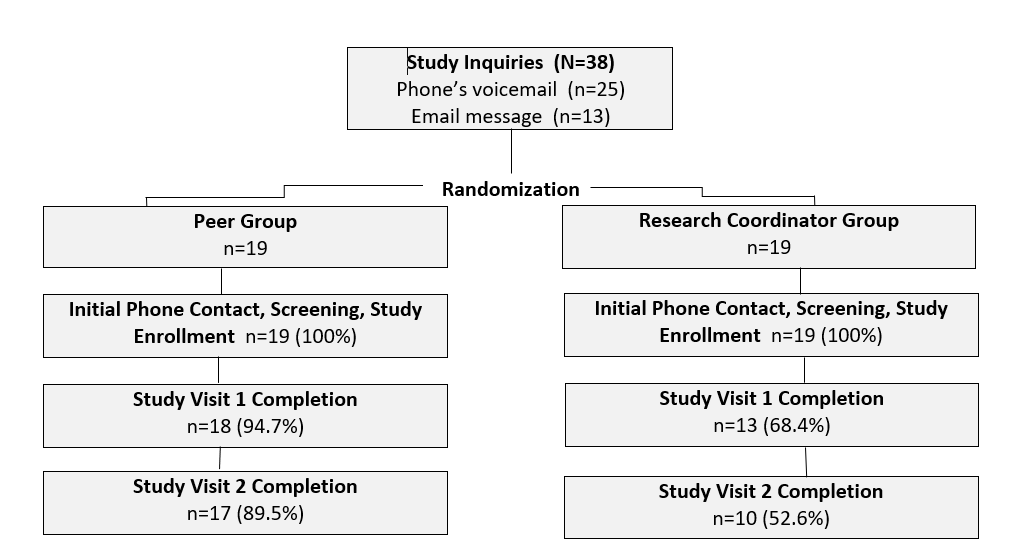 Study Inquiries (N=38)
Phone’s voicemail (n=25)
Email message (n=13)
Randomization
Peer Group
n=19
Research Coordinator Group
n=19
Initial Phone Contact, Screening, Study
Enrollment n=19 (100%)
Initial Phone Contact, Screening, Study
Enrollment n=19 (100%)
Study Visit 1 Completion
n=18 (94.7%)
Study Visit 1 Completion
n=13 (68.4%)
Study Visit 2 Completion
n=17 (89.5%)
Study Visit 2 Completion
n=10 (52.6%)